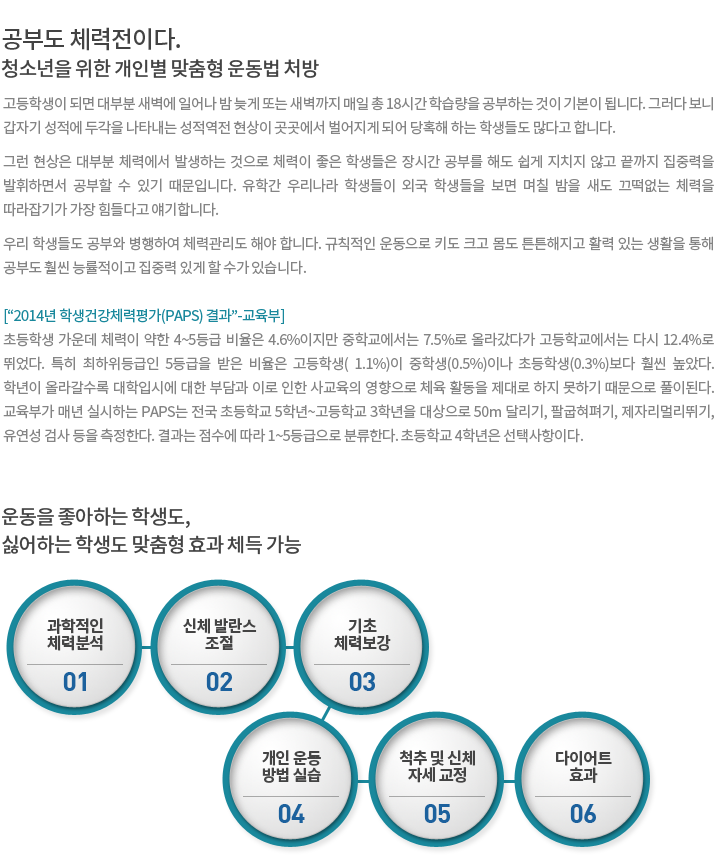 공부도 체력전이다.
청소년을 위한 개인별 맞춤형 운동법 처방
고등학생이 되면 대부분 새벽에 일어나 밤 늦게 또는 새벽까지 매일 총 18시간 학습량을 공부하는 것이 기본이 됩니다. 그러다 보니
갑자기 성적에 두각을 나타내는 성적역전 현상이 곳곳에서 벌어지게 되어 당혹해 하는 학생들도 많다고 합니다.
그런 현상은 대부분 체력에서 발생하는 것으로 체력이 좋은 학생들은 장시간 공부를 해도 쉽게 지치지 않고 끝까지 집중력을
발휘하면서 공부할 수 있기 때문입니다. 유학간 우리나라 학생들이 외국 학생들을 보면 며칠 밤을 새도 끄떡없는 체력을
따라잡기가 가장 힘들다고 얘기합니다.
우리 학생들도 공부와 병행하여 체력관리도 해야 합니다. 규칙적인 운동으로 키도 크고 몸도 튼튼해지고 활력 있는 생활을 통해
공부도 훨씬 능률적이고 집중력 있게 할 수가 있습니다.
[“2014년 학생건강체력평가(PAPS) 결과”-교육부]
초등학생 가운데 체력이 약한 4~5등급 비율은 4.6%이지만 중학교에서는 7.5%로 올라갔다가 고등학교에서는 다시 12.4%로
뛰었다. 특히 최하위등급인 5등급을 받은 비율은 고등학생( 1.1%)이 중학생(0.5%)이나 초등학생(0.3%)보다 훨씬 높았다.
학년이 올라갈수록 대학입시에 대한 부담과 이로 인한 사교육의 영향으로 체육 활동을 제대로 하지 못하기 때문으로 풀이된다.
교육부가 매년 실시하는 PAPS는 전국 초등학교 5학년~고등학교 3학년을 대상으로 50m 달리기, 팔굽혀펴기, 제자리멀리뛰기,
유연성 검사 등을 측정한다. 결과는 점수에 따라 1~5등급으로 분류한다. 초등학교 4학년은 선택사항이다.
운동을 좋아하는 학생도,
싫어하는 학생도 맞춤형 효과 체득 가능
과학적인
체력분석
01
신체 발란스
조절
02
기초
체력보강
03
개인 운동
방법 실습
04
척추 및 신체
자세 교정
05
다이어트
효과
06